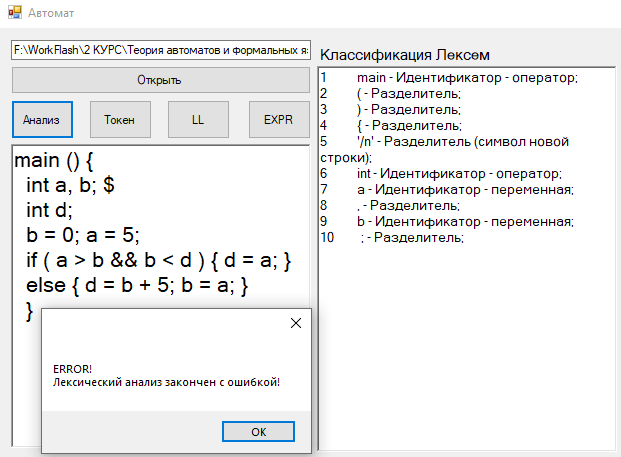 Автомат
F:\WorkFlash\2 КУРС\Теория автоматов и формальных я
Открыть
Анализ
Токен
LL
EXPR
main () {
int a, b; $
int d;
b = 0; a = 5;
if ( a > b && b < d ) { d = a; }
else { d = b + 5; b = a; }
}
Классификация Лексем
1 main - Идентификатор - оператор;
2 ( - Разделитель;
3 ) - Разделитель;
4 { - Разделитель;
5 '/n' - Разделитель (символ новой
строки);
6 int - Идентификатор - оператор;
7 a - Идентификатор - переменная;
8 , - Разделитель;
9 b - Идентификатор - переменная;
10 ; - Разделитель;
ERROR!
Лексический анализ закончен с ошибкой!
OK